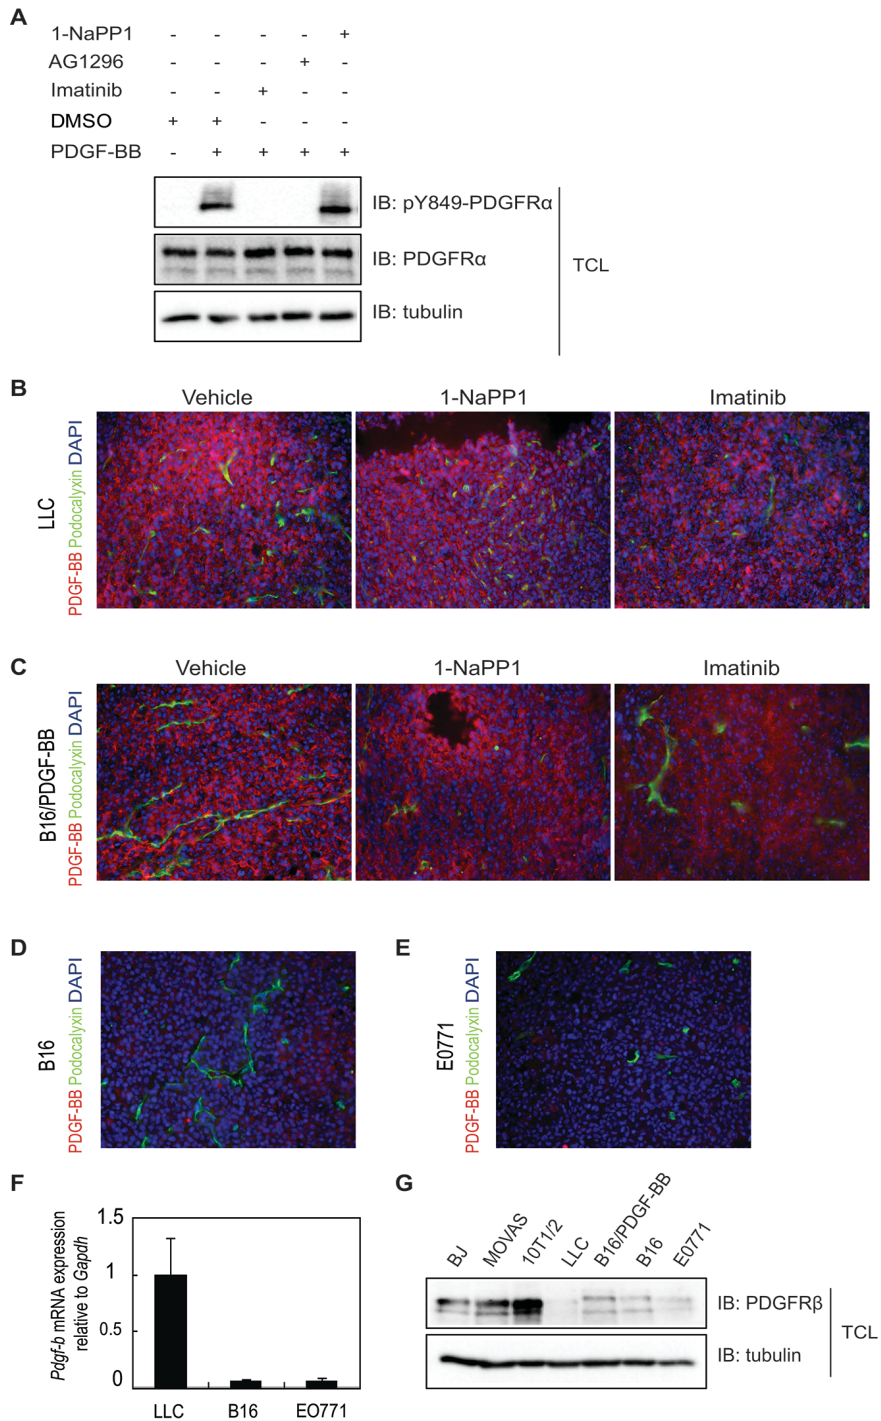 A
1-NaPP1 - - - - +
AG1296 - - - + -
Imatinib - - + - -
DMSO + + - - -
PDGF-BB - + + + +
IB: pY849-PDGFRα
IB: PDGFRα
IB: tubulin
TCL
B
Vehicle 1-NaPP1 Imatinib
LLC
PDGF-BB Podocalyxin DAPI
C
Vehicle 1-NaPP1 Imatinib
B16/PDGF-BB
PDGF-BB Podocalyxin DAPI
D
B16
PDGF-BB Podocalyxin DAPI
E
E0771
PDGF-BB Podocalyxin DAPI
F
Pdgf-b mRNA expression
relative to Gapdh
1.5
1
0.5
0
LLC B16 EO771
G
BJ MOVAS 10T1/2 LLC B16/PDGF-BB B16 E0771
IB: PDGFRβ
IB: tubulin
TCL